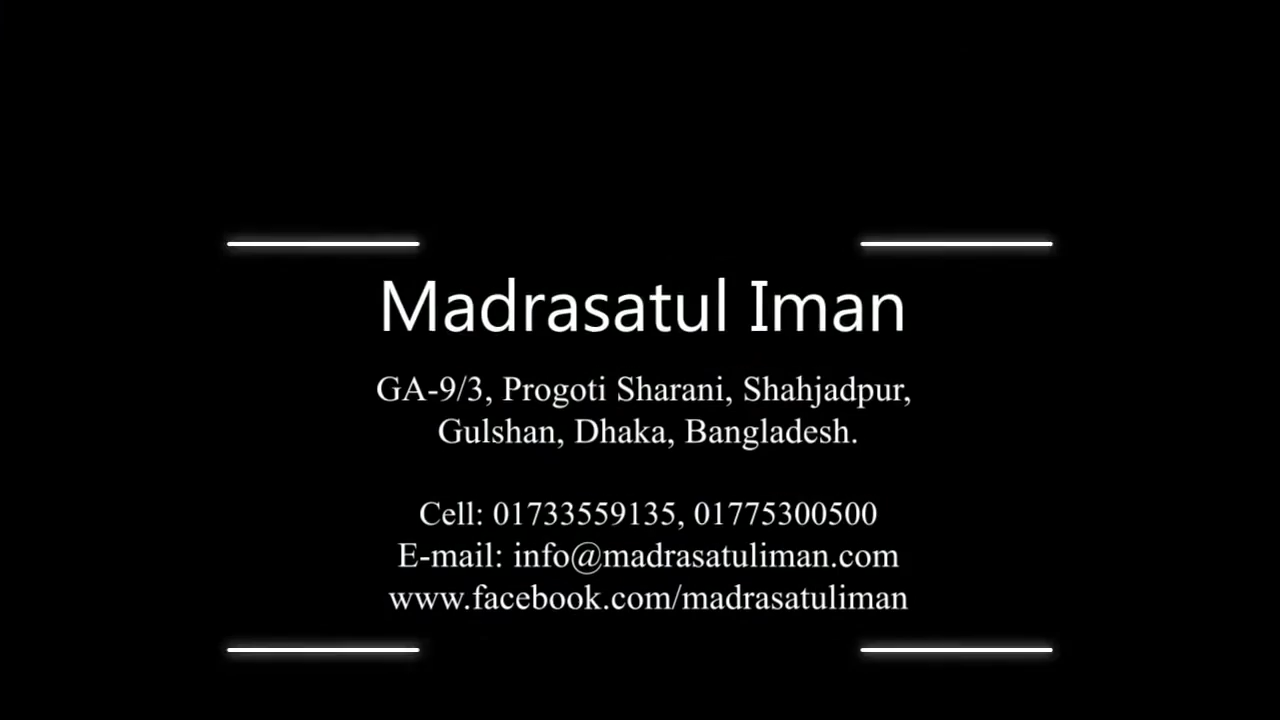 Madrasatul Iman
GA-9/3, Progoti Sharani, Shahjadpur,
Gulshan, Dhaka, Bangladesh.
Cell: 01733559135, 01775300500
E-mail: info@madrasatuliman.com
www.facebook.com/madrasatuliman